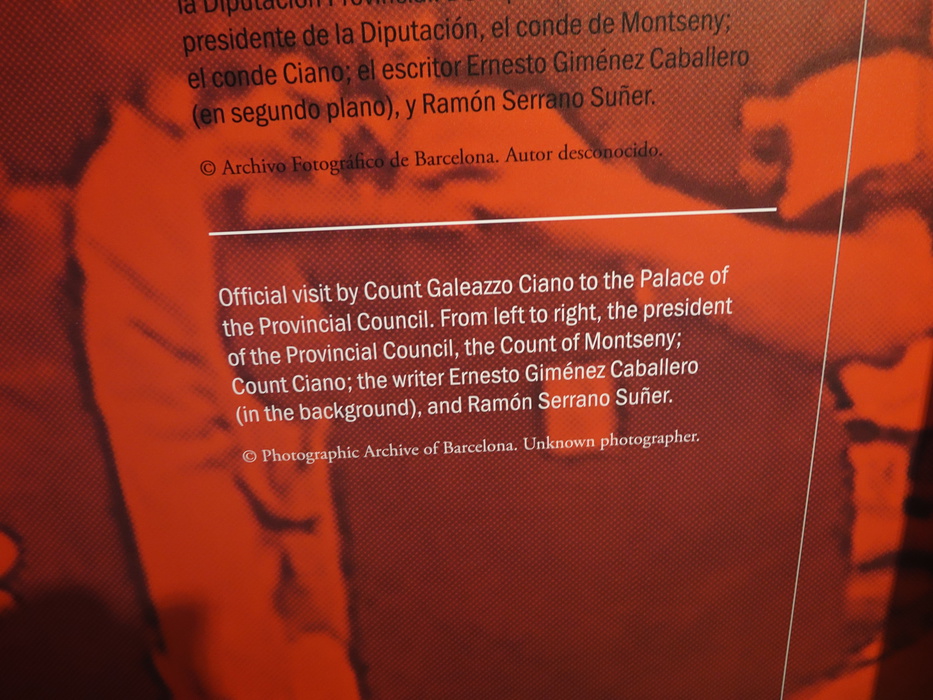 la Diputación Provincial.
presidente de la Diputación, el conde de Montseny;
el conde Ciano; el escritor Ernesto Giménez Caballero
(en segundo plano), y Ramón Serrano Suñer.
© Archivo Fotográfico de Barcelona. Autor desconocido.
Official visit by Count Galeazzo Ciano to the Palace of
the Provincial Council. From left to right, the president
of the Provincial Council, the Count of Montseny;
Count Ciano; the writer Ernesto Giménez Caballero
(in the background), and Ramón Serrano Suñer.
© Photographic Archive of Barcelona. Unknown photographer.